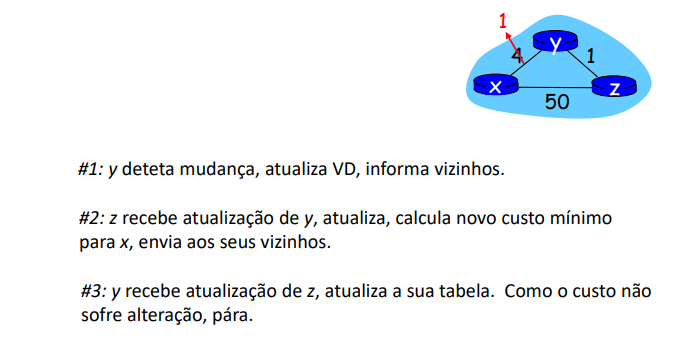 1
4
y
1
x
z
50
#1: y deteta mudança, atualiza VD, informa vizinhos.
#2: z recebe atualização de y, atualiza, calcula novo custo mínimo
para x, envia aos seus vizinhos.
#3: y recebe atualização de z, atualiza a sua tabela. Como o custo não
sofre alteração, pára.